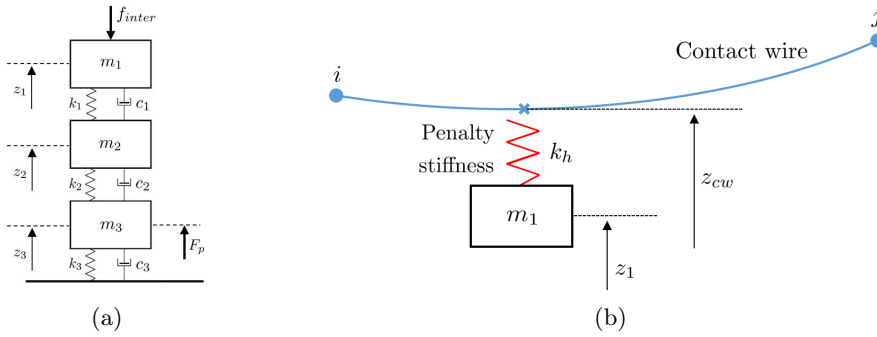 f_inter
m_1
z_1
k_1
c_1
m_2
z_2
k_2
c_2
m_3
z_3
F_p
k_3
c_3
(a)
i
j
Contact wire
Penalty
stiffness
k_h
z_cw
m_1
z_1
(b)